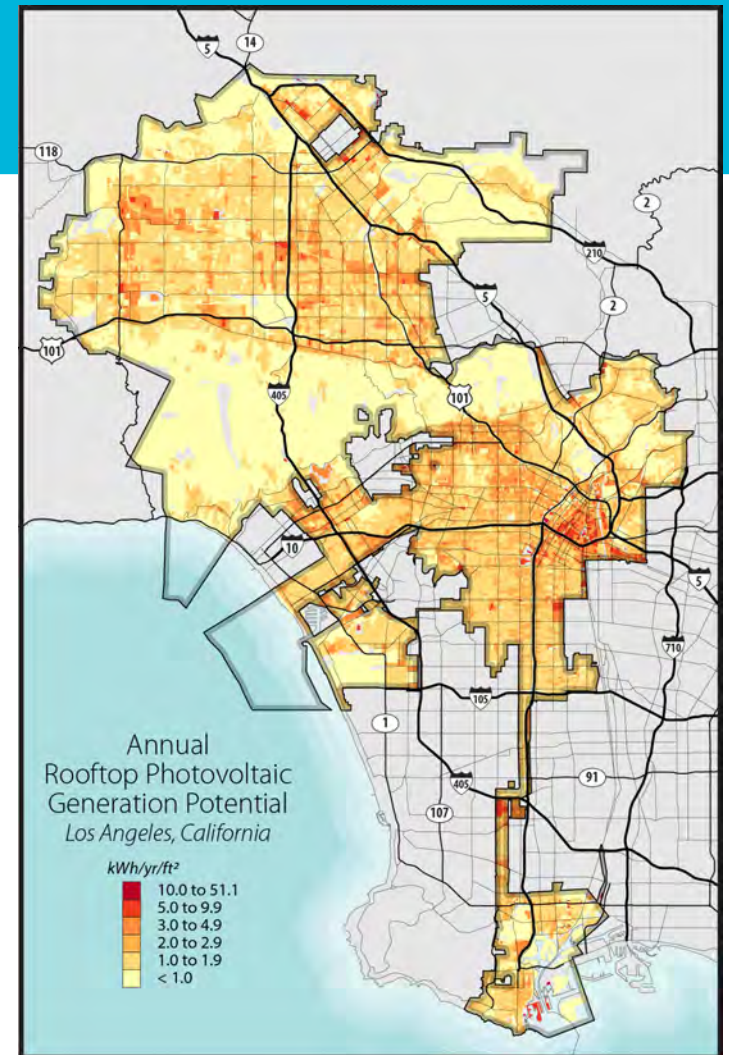 5
14
118
2
210
5
2
101
405
101
10
5
710
105
1
405
91
107
Annual
Rooftop Photovoltaic
Generation Potential
Los Angeles, California
kWh/yr/ft²
10.0 to 51.1
5.0 to 9.9
3.0 to 4.9
2.0 to 2.9
1.0 to 1.9
< 1.0